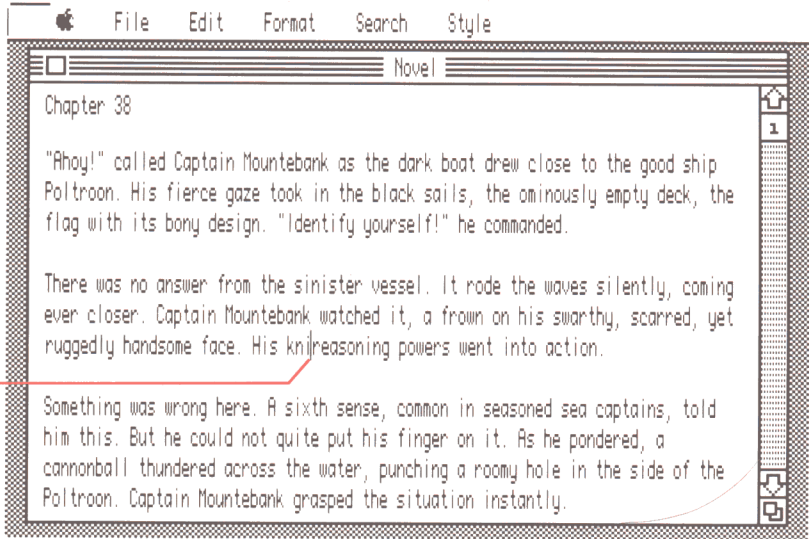 File Edit Format Search Style
Novel
Chapter 38
"Ahoy!" called Captain Mountebank as the dark boat drew close to the good ship
Poltroon. His fierce gaze took in the black sails, the ominously empty deck, the
flag with its bony design. "Identify yourself!" he commanded.
There was no answer from the sinister vessel. It rode the waves silently, coming
ever closer. Captain Mountebank watched it, a frown on his swarthy, scarred, yet
ruggedly handsome face. His knireasoning powers went into action.
Something was wrong here. A sixth sense, common in seasoned sea captains, told
him this. But he could not quite put his finger on it. As he pondered, a
cannonball thundered across the water, punching a roomy hole in the side of the
Poltroon. Captain Mountebank grasped the situation instantly.
1